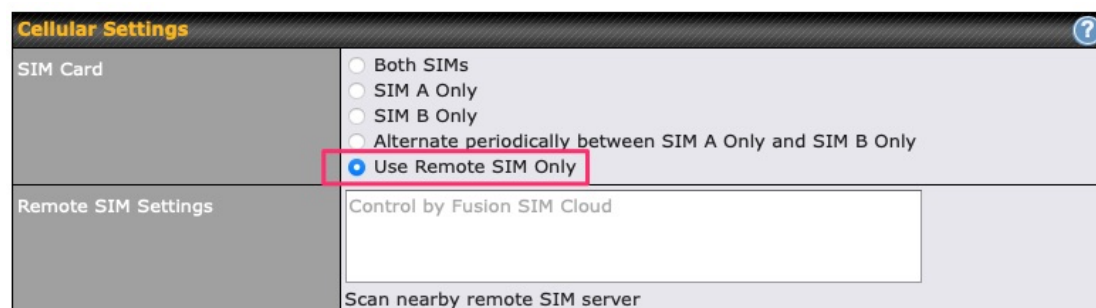 Cellular Settings
?
SIM Card
Both SIMs
SIM A Only
SIM B Only
Alternate periodically between SIM A Only and SIM B Only
Use Remote SIM Only
Remote SIM Settings
Control by Fusion SIM Cloud
Scan nearby remote SIM server